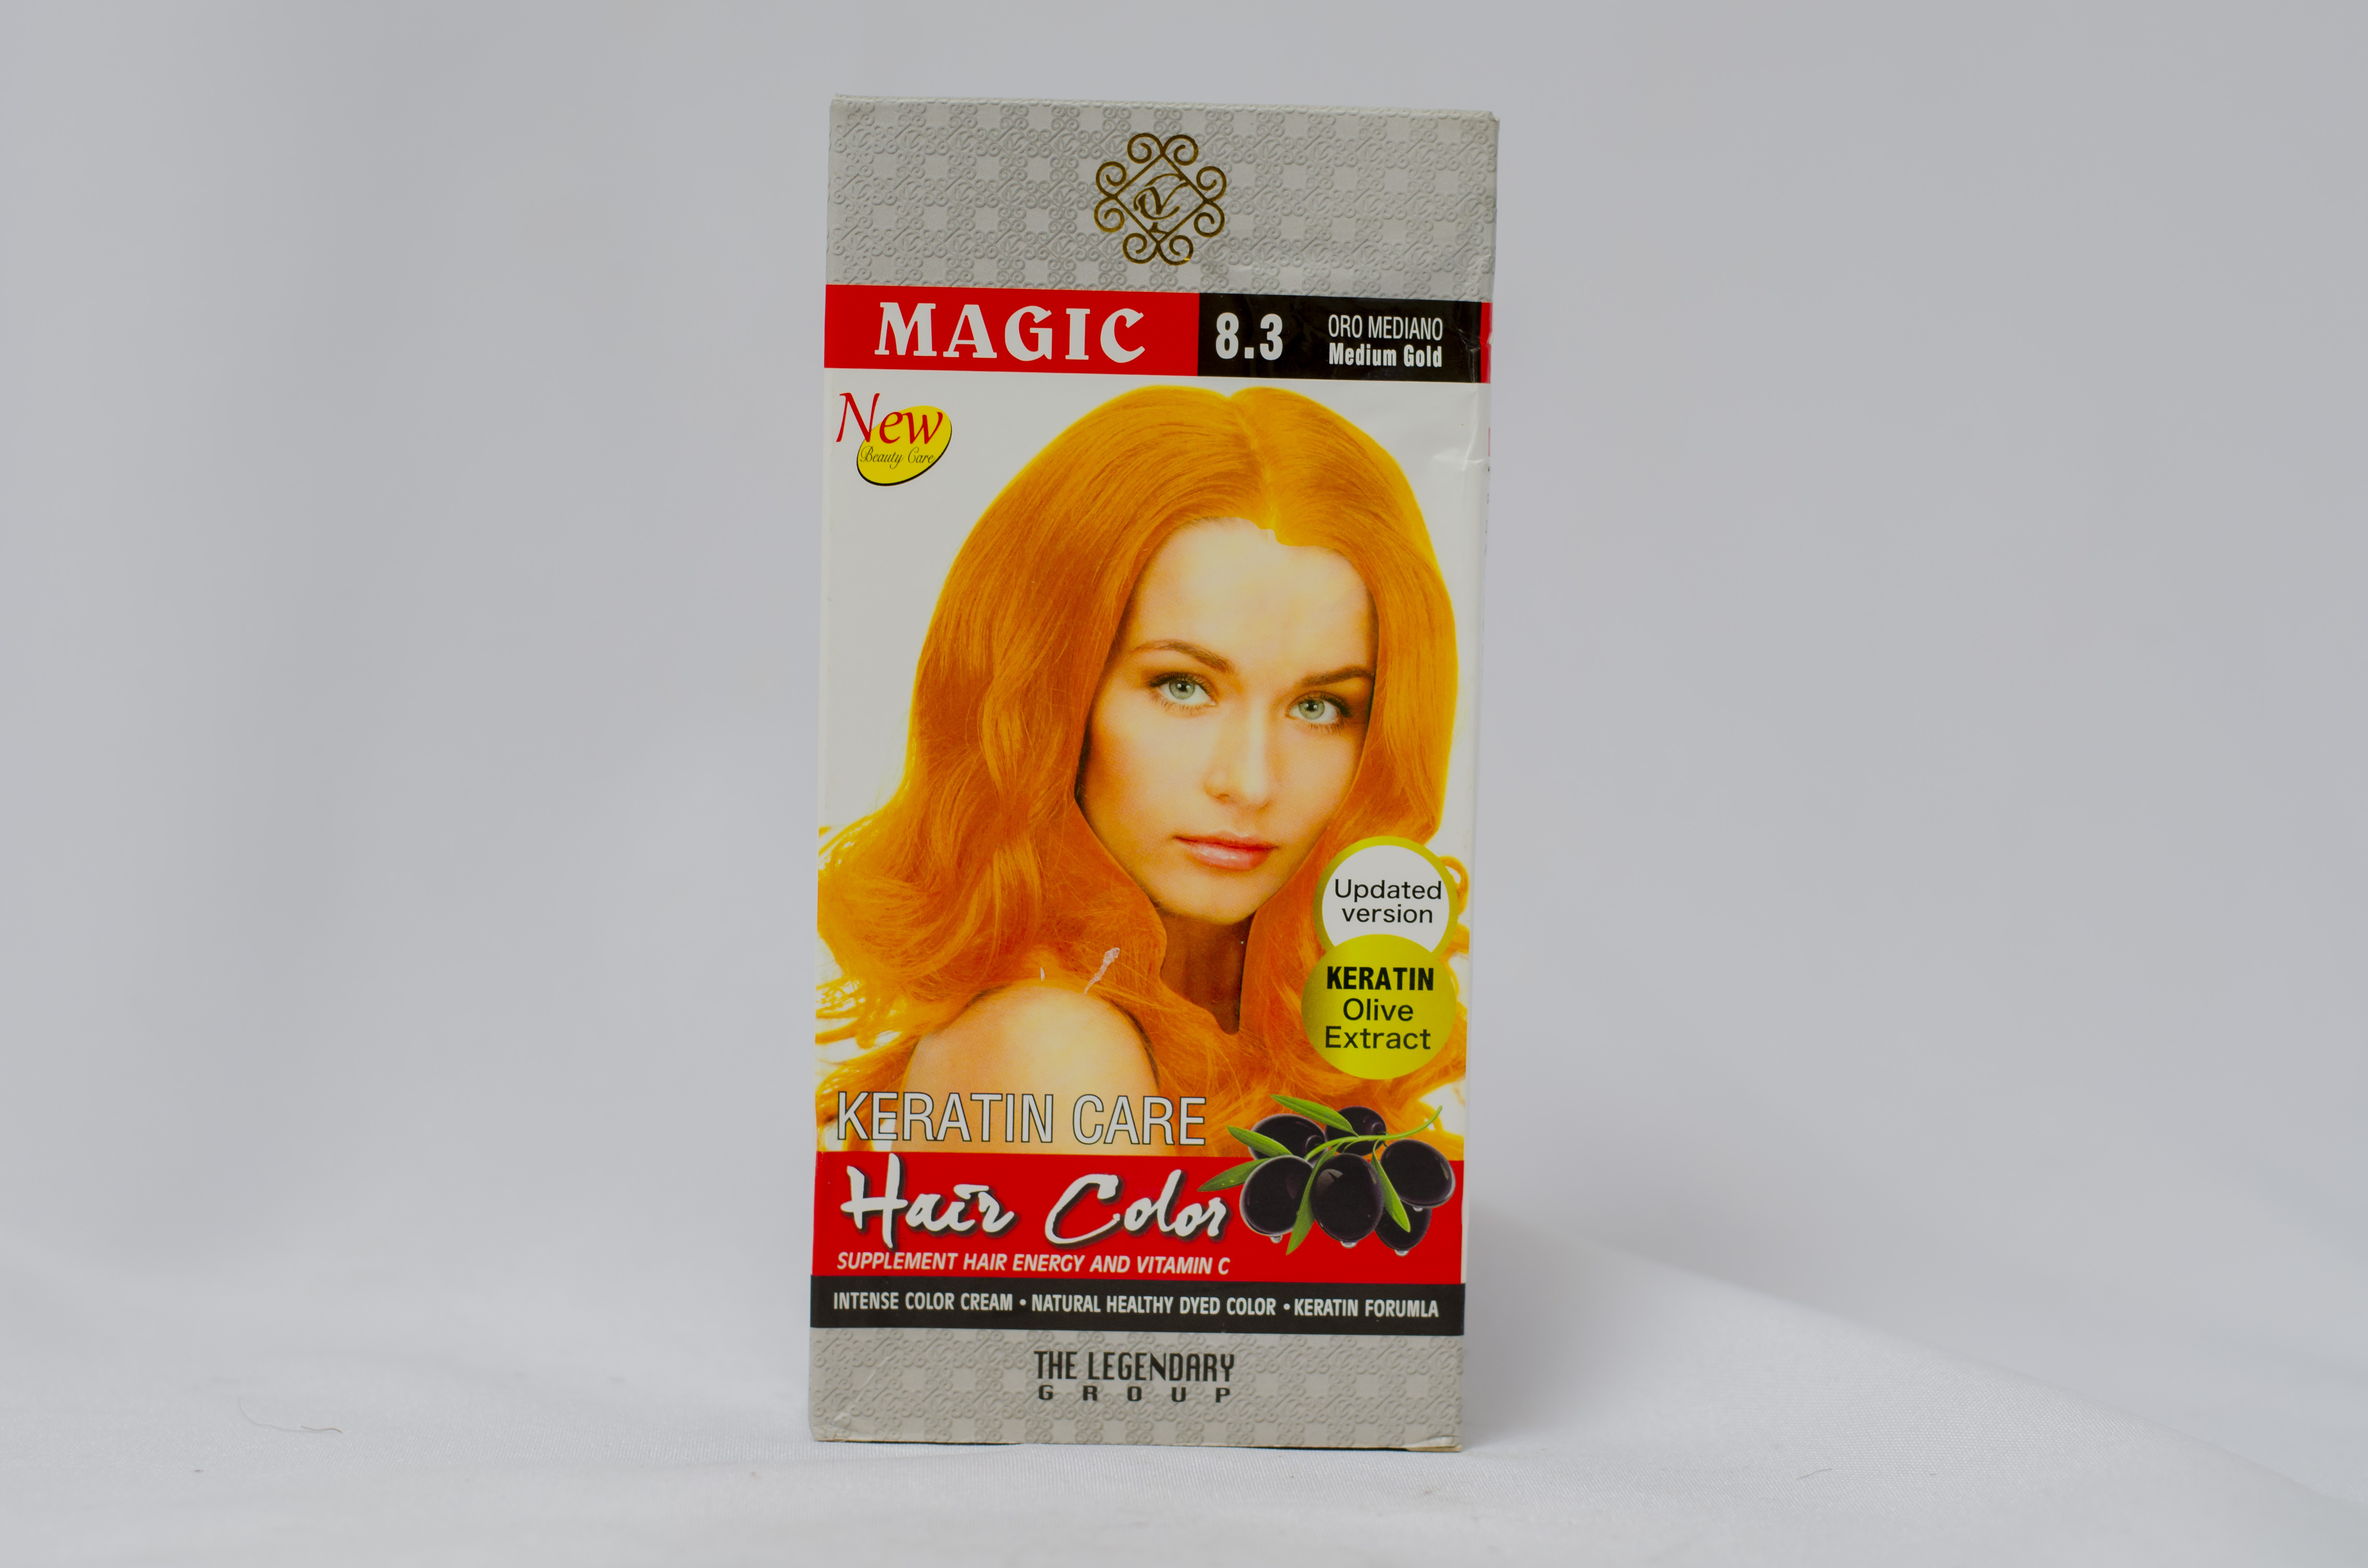 MAGIC
8.3
ORO MEDIANO
Medium Gold
New
Beauty Care
Updated
version
KERATIN
Olive
Extract
KERATIN CARE
Hair Color
SUPPLEMENT HAIR ENERGY AND VITAMIN C
INTENSE COLOR CREAM • NATURAL HEALTHY DYED COLOR • KERATIN FORUMLA
THE LEGENDARY
GROUP